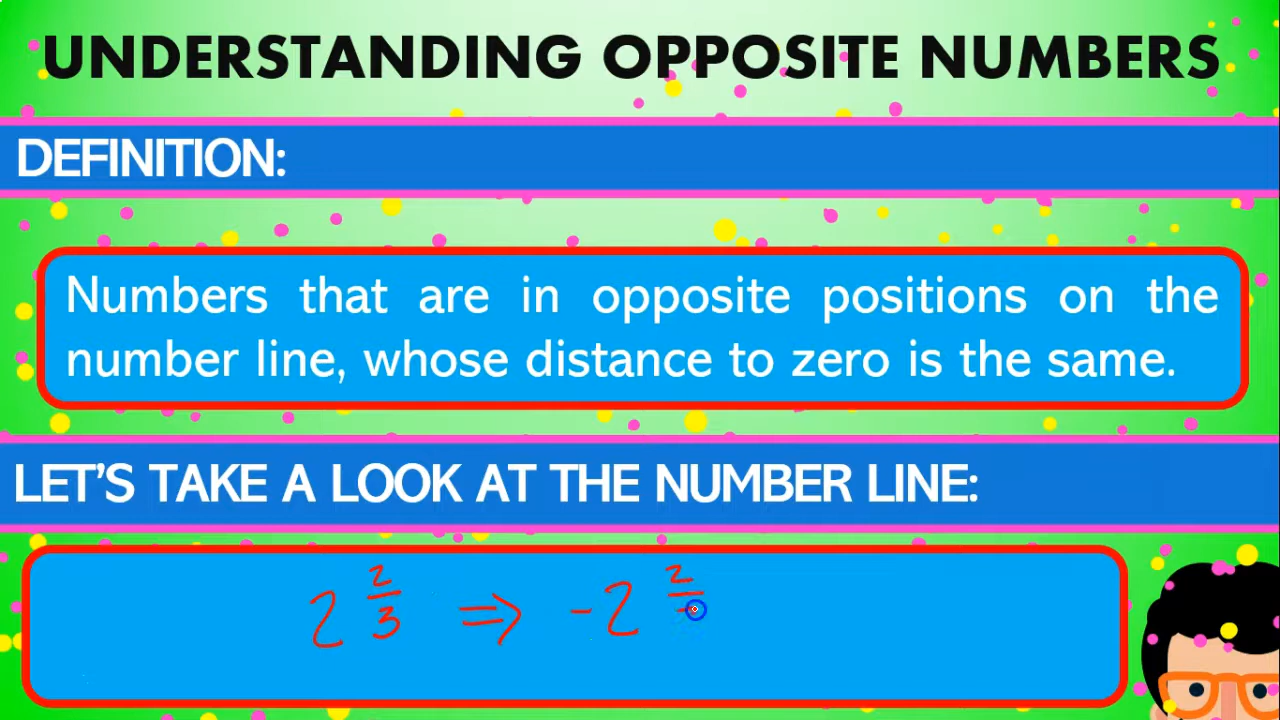 UNDERSTANDING OPPOSITE NUMBERS
DEFINITION:
Numbers that are in opposite positions on the
number line, whose distance to zero is the same.
LET'S TAKE A LOOK AT THE NUMBER LINE:
2 2/3 ⇒ -2 2/